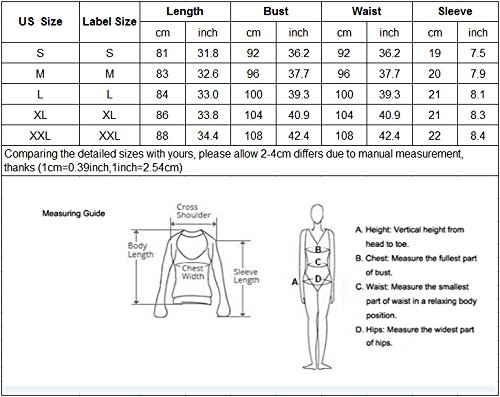 US Size Label Size Length Bust Waist Sleeve
cm inch cm inch cm inch cm inch
S S 81 31.8 92 36.2 92 36.2 19 7.5
M M 83 32.6 96 37.7 96 37.7 20 7.9
L L 84 33.0 100 39.3 100 39.3 21 8.1
XL XL 86 33.8 104 40.9 104 40.9 21 8.3
XXL XXL 88 34.4 108 42.4 108 42.4 22 8.4
Comparing the detailed sizes with yours, please allow 2-4cm differs due to manual measurement,
thanks (1cm=0.39inch,1inch=2.54cm)
Measuring Guide
Cross
Shoulder
Body
Length
Chest
Width
Sleeve
Length
B
C
A
D
A. Height: Vertical height from
head to toe.
B. Chest: Measure the fullest part
of bust.
C. Waist: Measure the smallest
part of waist in a relaxing body
position.
D. Hips: Measure the widest part
of hips.